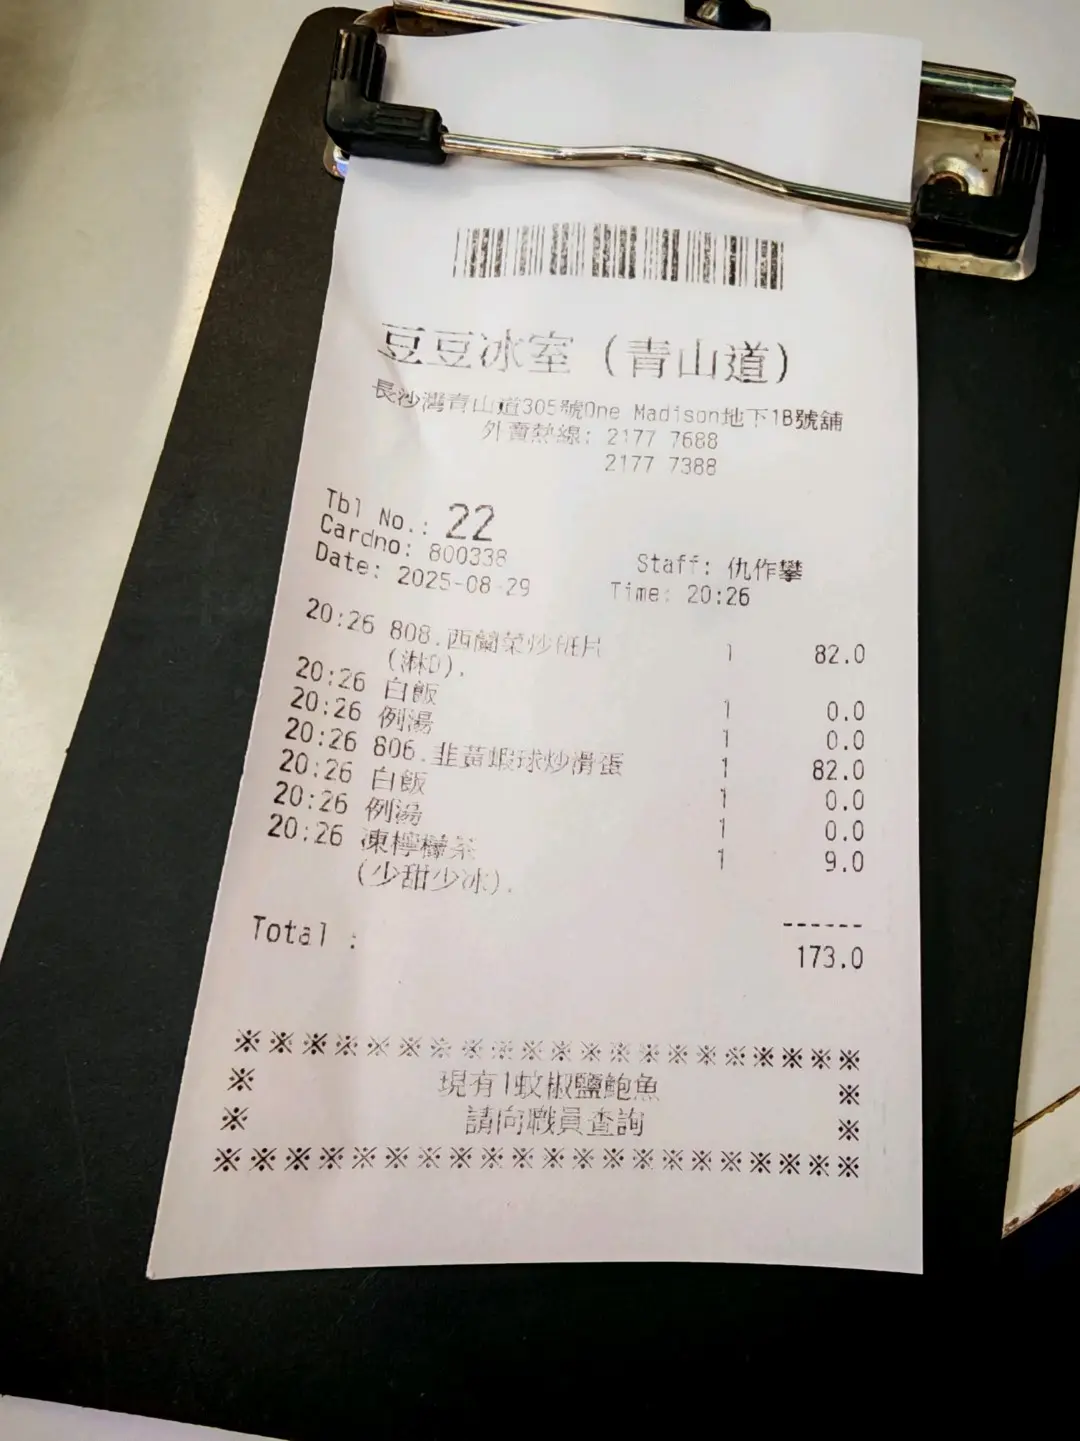 豆豆冰室 (青山道)
長沙灣青山道305號One Madison地下1B號舖
外賣熱線: 2177 7688
2177 7388
Tbl No.: 22
Cardno: 800338 Staff: 仇作攀
Date: 2025-08-29 Time: 20:26
20:26 808.西蘭菜炒班片 1 82.0
20:26 白飯 1 0.0
20:26 例湯 1 0.0
20:26 806.韭黃蝦球炒滑蛋 1 82.0
20:26 白飯 1 0.0
20:26 例湯 1 0.0
20:26 凍檸檬茶 1 9.0
(少甜少冰).
------
Total : 173.0
※※※※※※※※※※※※※※※※※※※※
※ 現有1蚊椒鹽鮑魚 ※
※ 請向職員查詢 ※
※※※※※※※※※※※※※※※※※※※※